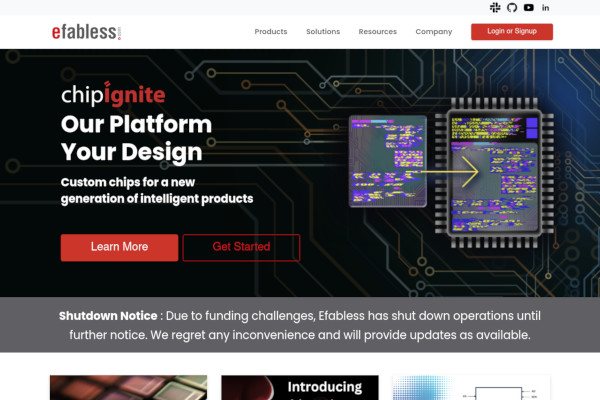 efabless
Products Solutions Resources Company Login or Signup
chipignite
Our Platform
Your Design
Custom chips for a new
generation of intelligent products
Learn More Get Started
Shutdown Notice : Due to funding challenges, Efabless has shut down operations until
further notice. We regret any inconvenience and will provide updates as available.
Introducing